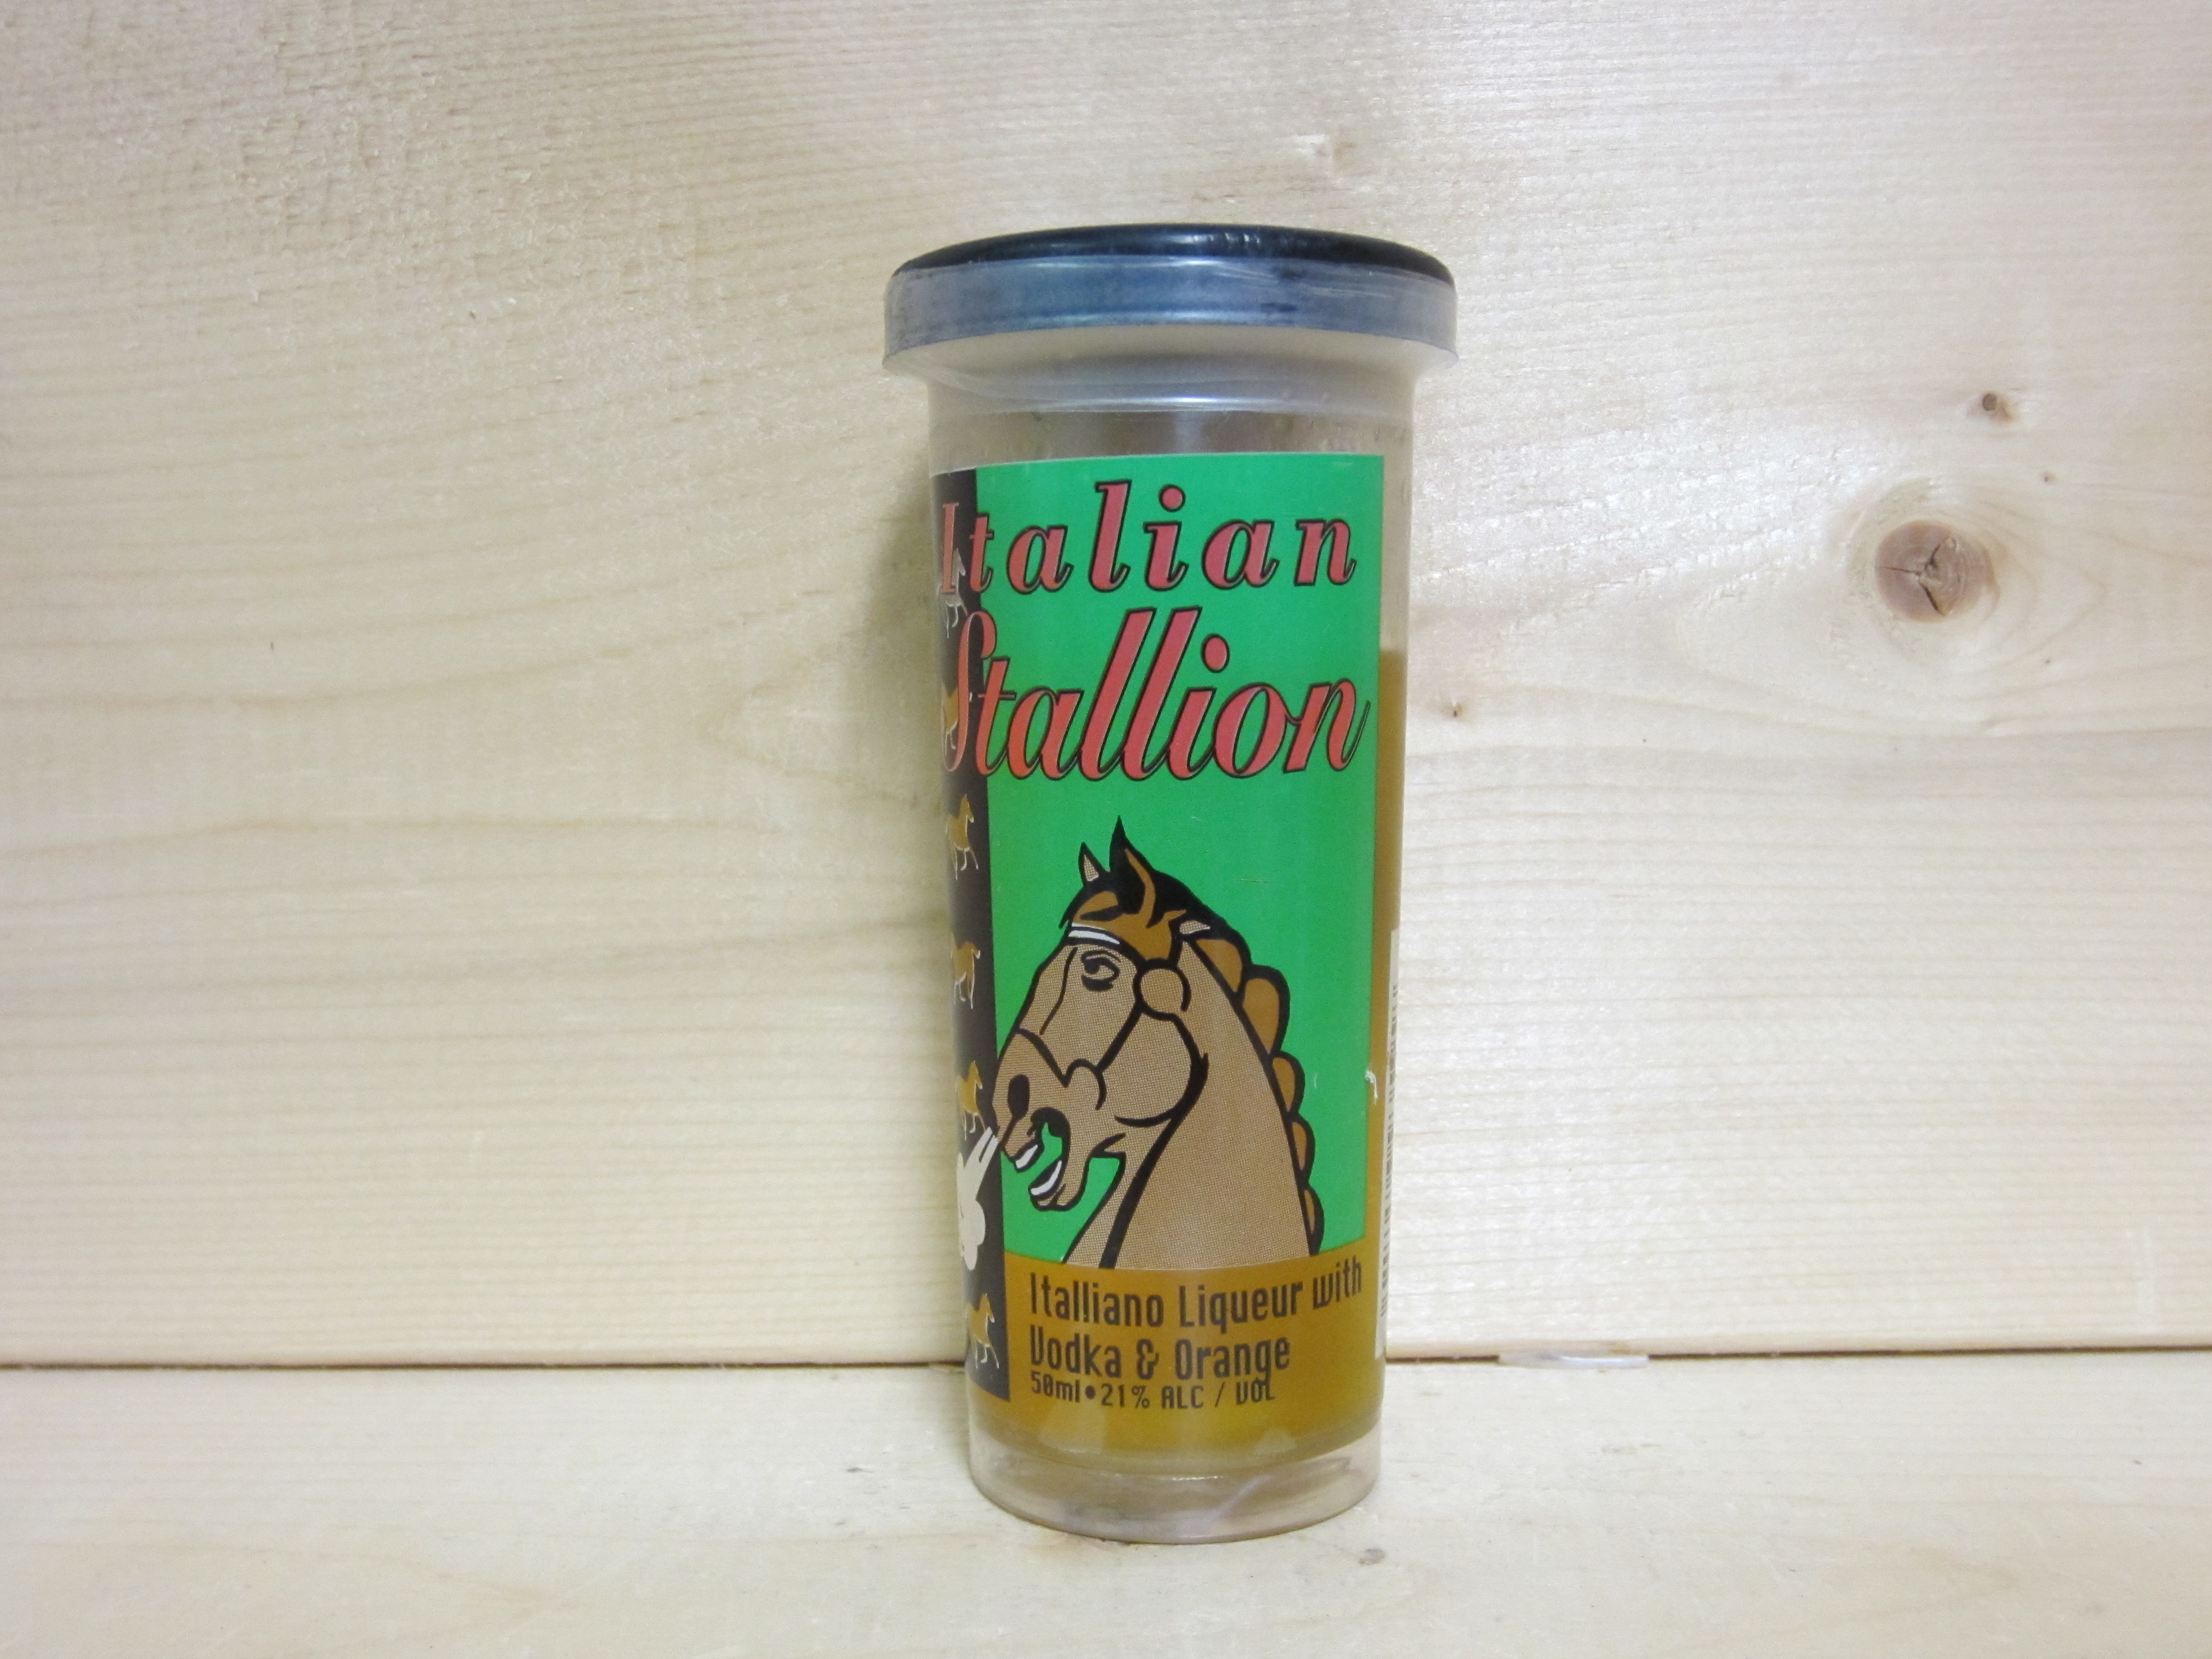 Italian
Stallion
Italliano Liqueur with
Vodka & Orange
50ml•21% ALC / VOL